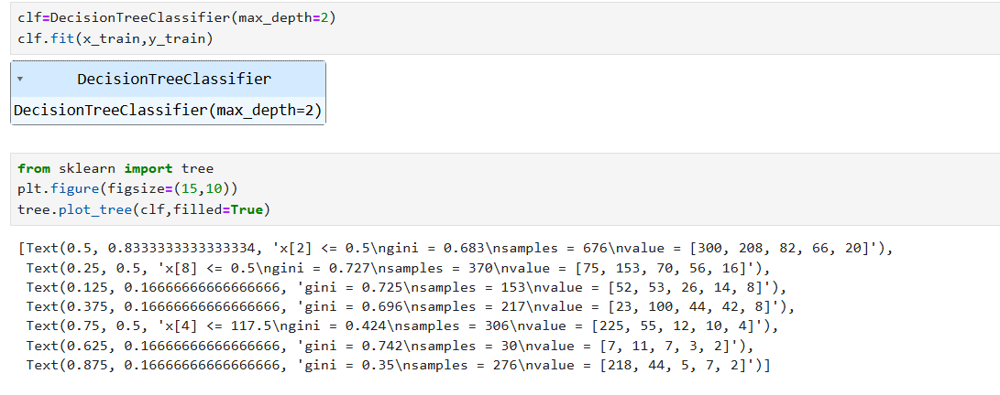 clf=DecisionTreeClassifier(max_depth=2)
clf.fit(x_train,y_train)
DecisionTreeClassifier
DecisionTreeClassifier(max_depth=2)
from sklearn import tree
plt.figure(figsize=(15,10))
tree.plot_tree(clf,filled=True)
[Text(0.5, 0.8333333333333334, 'x[2] <= 0.5\ngini = 0.683\nsamples = 676\nvalue = [300, 208, 82, 66, 20]'),
 Text(0.25, 0.5, 'x[8] <= 0.5\ngini = 0.727\nsamples = 370\nvalue = [75, 153, 70, 56, 16]'),
 Text(0.125, 0.16666666666666666, 'gini = 0.725\nsamples = 153\nvalue = [52, 53, 26, 14, 8]'),
 Text(0.375, 0.16666666666666666, 'gini = 0.696\nsamples = 217\nvalue = [23, 100, 44, 42, 8]'),
 Text(0.75, 0.5, 'x[4] <= 117.5\ngini = 0.424\nsamples = 306\nvalue = [225, 55, 12, 10, 4]'),
 Text(0.625, 0.16666666666666666, 'gini = 0.742\nsamples = 30\nvalue = [7, 11, 7, 3, 2]'),
 Text(0.875, 0.16666666666666666, 'gini = 0.35\nsamples = 276\nvalue = [218, 44, 5, 7, 2]')]